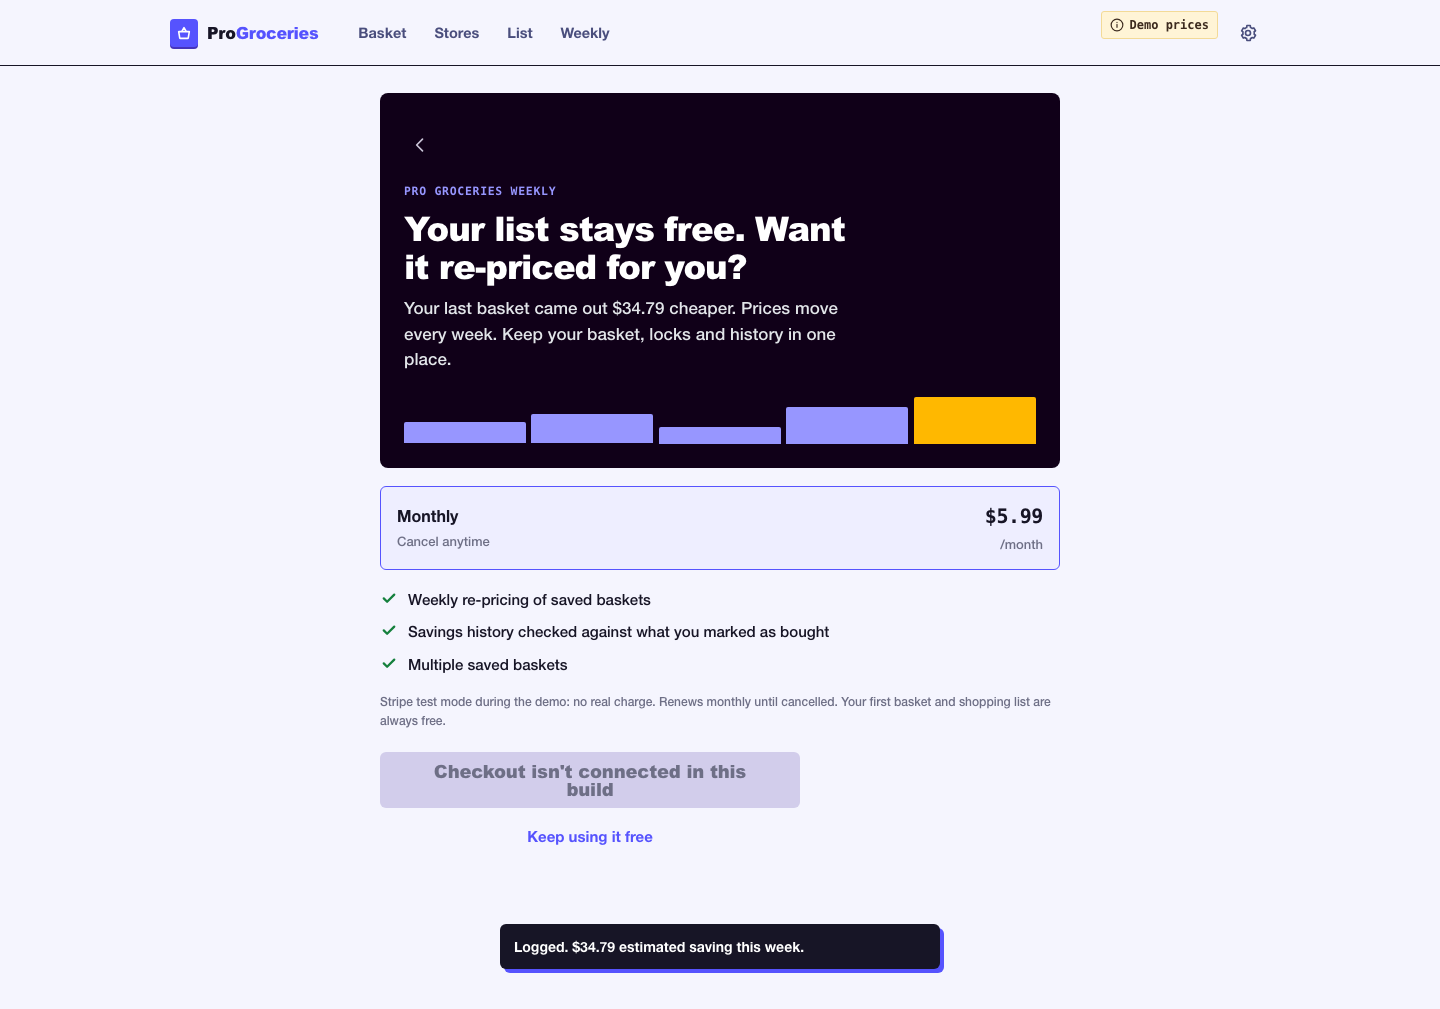 ProGroceries
Basket
Stores
List
Weekly
Demo prices
PRO GROCERIES WEEKLY
Your list stays free. Want
it re-priced for you?
Your last basket came out $34.79 cheaper. Prices move
every week. Keep your basket, locks and history in one
place.
Monthly
$5.99
Cancel anytime
/month
Weekly re-pricing of saved baskets
Savings history checked against what you marked as bought
Multiple saved baskets
Stripe test mode during the demo: no real charge. Renews monthly until cancelled. Your first basket and shopping list are
always free.
Checkout isn't connected in this
build
Keep using it free
Logged. $34.79 estimated saving this week.